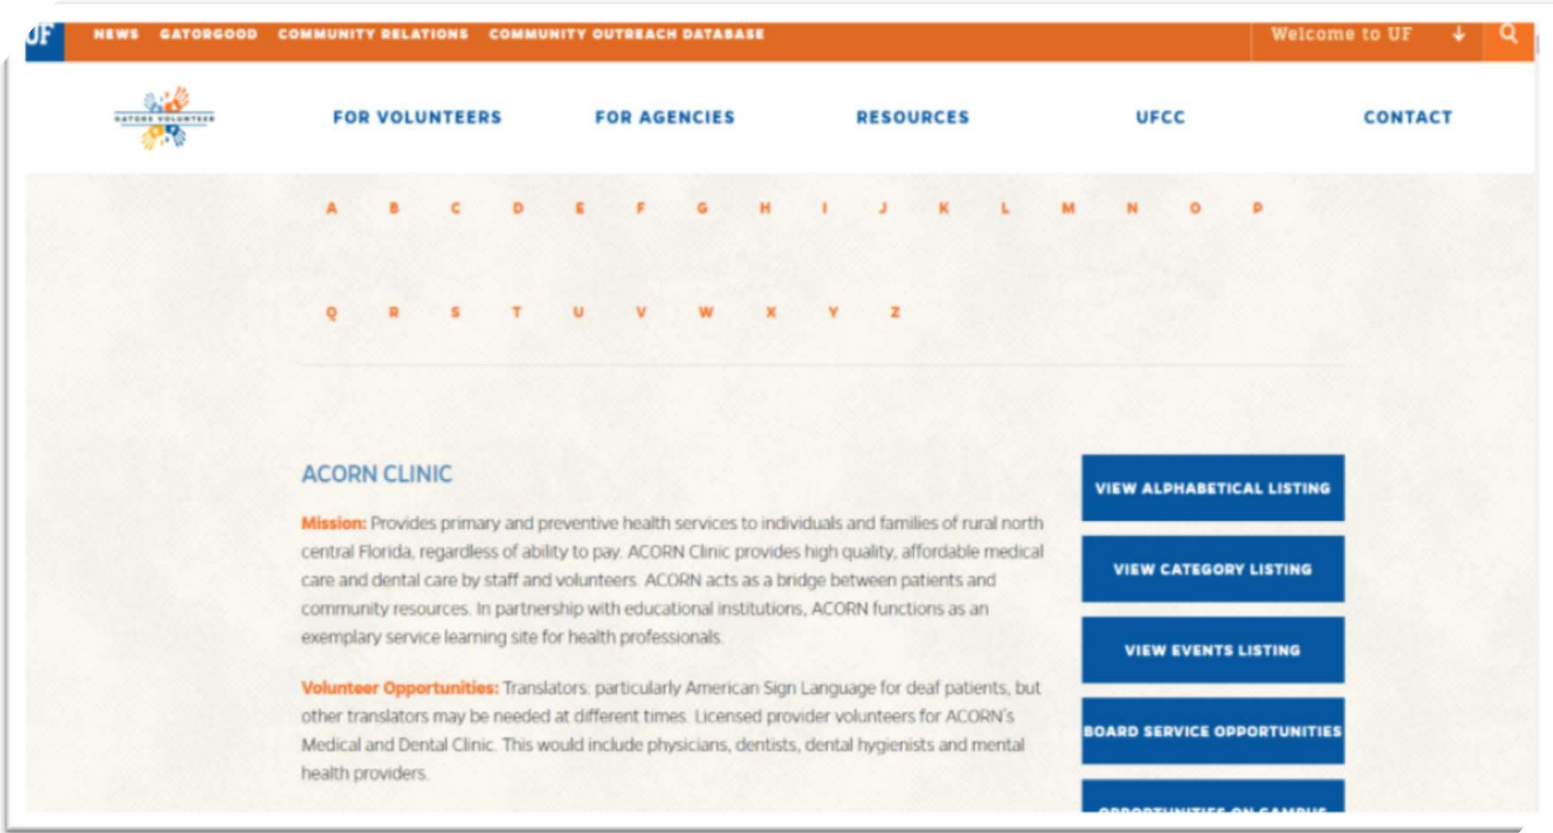 UF NEWS GATORGOOD COMMUNITY RELATIONS COMMUNITY OUTREACH DATABASE Welcome to UF
GATORS VOLUNTEER
FOR VOLUNTEERS FOR AGENCIES RESOURCES UFCC CONTACT
A B C D E F G H I J K L M N O P
Q R S T U V W X Y Z
ACORN CLINIC
Mission: Provides primary and preventive health services to individuals and families of rural north
central Florida, regardless of ability to pay. ACORN Clinic provides high quality, affordable medical
care and dental care by staff and volunteers. ACORN acts as a bridge between patients and
community resources. In partnership with educational institutions, ACORN functions as an
exemplary service learning site for health professionals.
Volunteer Opportunities: Translators: particularly American Sign Language for deaf patients, but
other translators may be needed at different times. Licensed provider volunteers for ACORN's
Medical and Dental Clinic. This would include physicians, dentists, dental hygienists and mental
health providers.
VIEW ALPHABETICAL LISTING
VIEW CATEGORY LISTING
VIEW EVENTS LISTING
BOARD SERVICE OPPORTUNITIES
OPPORTUNITIES ON CAMPUS